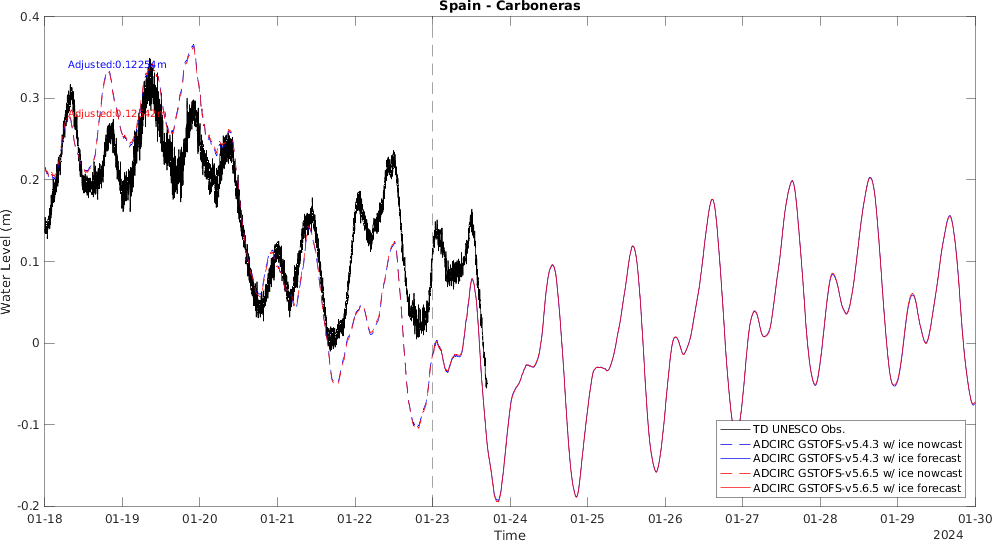 Spain - Carboneras
0.4
0.3
0.2
0.1
0
-0.1
-0.2
Water Level (m)
Adjusted:0.12254m
01-18
01-19
01-20
01-21
01-22
01-23
01-24
01-25
01-26
01-27
01-28
01-29
01-30
Time
2024
TD UNESCO Obs.
ADCIRC GSTOFS-v5.4.3 w/ ice nowcast
ADCIRC GSTOFS-v5.4.3 w/ ice forecast
ADCIRC GSTOFS-v5.6.5 w/ ice nowcast
ADCIRC GSTOFS-v5.6.5 w/ ice forecast